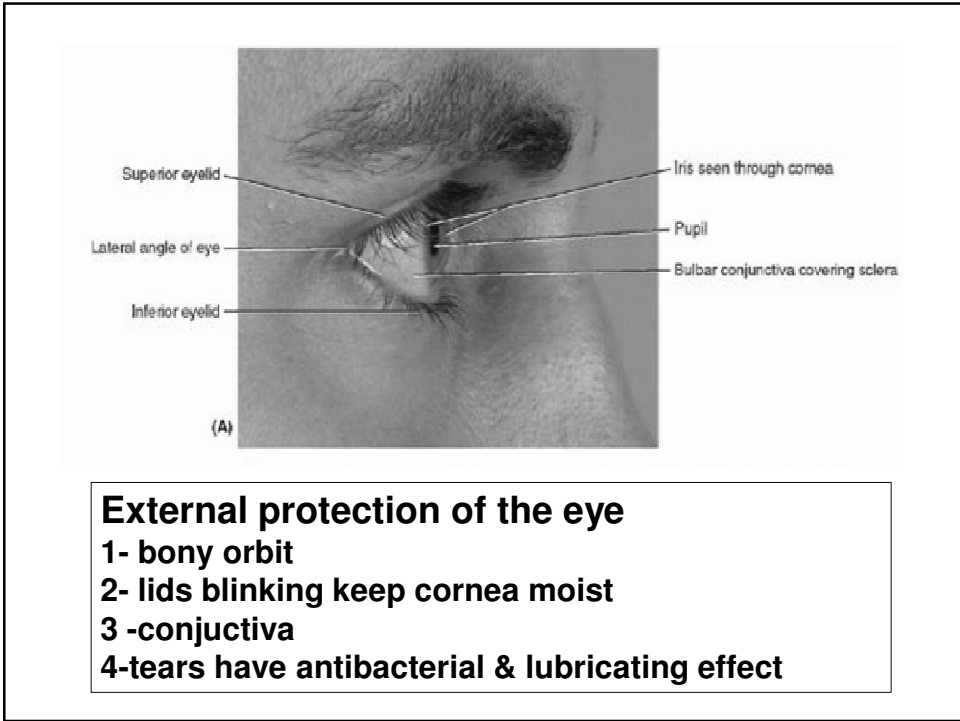 Superior eyelid
Lateral angle of eye
Inferior eyelid
(A)
Iris seen through cornea
Pupil
Bulbar conjunctiva covering sclera
External protection of the eye
1- bony orbit
2- lids blinking keep cornea moist
3 -conjuctiva
4-tears have antibacterial & lubricating effect